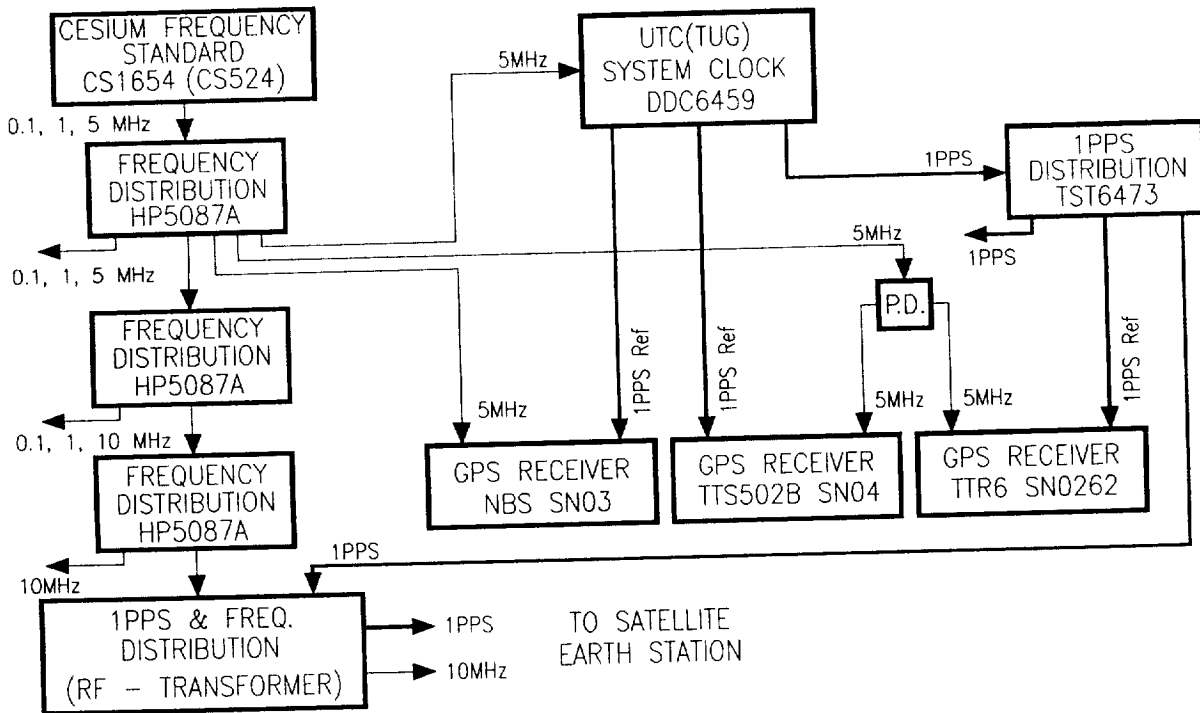 CESIUM FREQUENCY
STANDARD
CS1654 (CS524)
0.1, 1, 5 MHz
FREQUENCY
DISTRIBUTION
HP5087A
0.1, 1, 5 MHz
FREQUENCY
DISTRIBUTION
HP5087A
0.1, 1, 10 MHz
FREQUENCY
DISTRIBUTION
HP5087A
10MHz
1PPS & FREQ.
DISTRIBUTION
(RF - TRANSFORMER)
1PPS
1PPS
10MHz
TO SATELLITE
EARTH STATION
5MHz
UTC(TUG)
SYSTEM CLOCK
DDC6459
1PPS
1PPS
DISTRIBUTION
TST6473
1PPS
5MHz
P.D.
5MHz
1PPS Ref
1PPS Ref
5MHz
5MHz
1PPS Ref
GPS RECEIVER
NBS SN03
GPS RECEIVER
TTS502B SN04
GPS RECEIVER
TTR6 SN0262